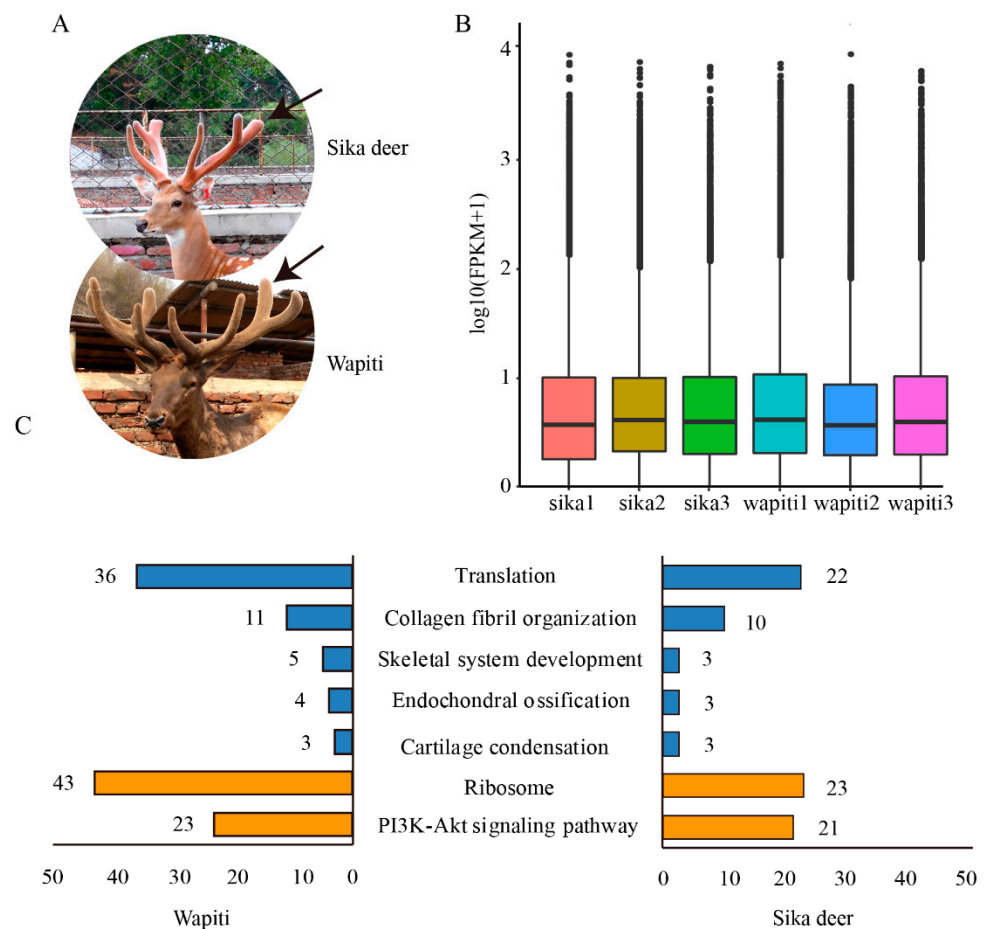 A
Sika deer
Wapiti
B
4
3
2
1
0
log10(FPKM+1)
sika1 sika2 sika3 wapiti1 wapiti2 wapiti3
C
36 Translation 22
11 Collagen fibril organization 10
5 Skeletal system development 3
4 Endochondral ossification 3
3 Cartilage condensation 3
43 Ribosome 23
23 PI3K-Akt signaling pathway 21
50 40 30 20 10 0 0 10 20 30 40 50
Wapiti Sika deer